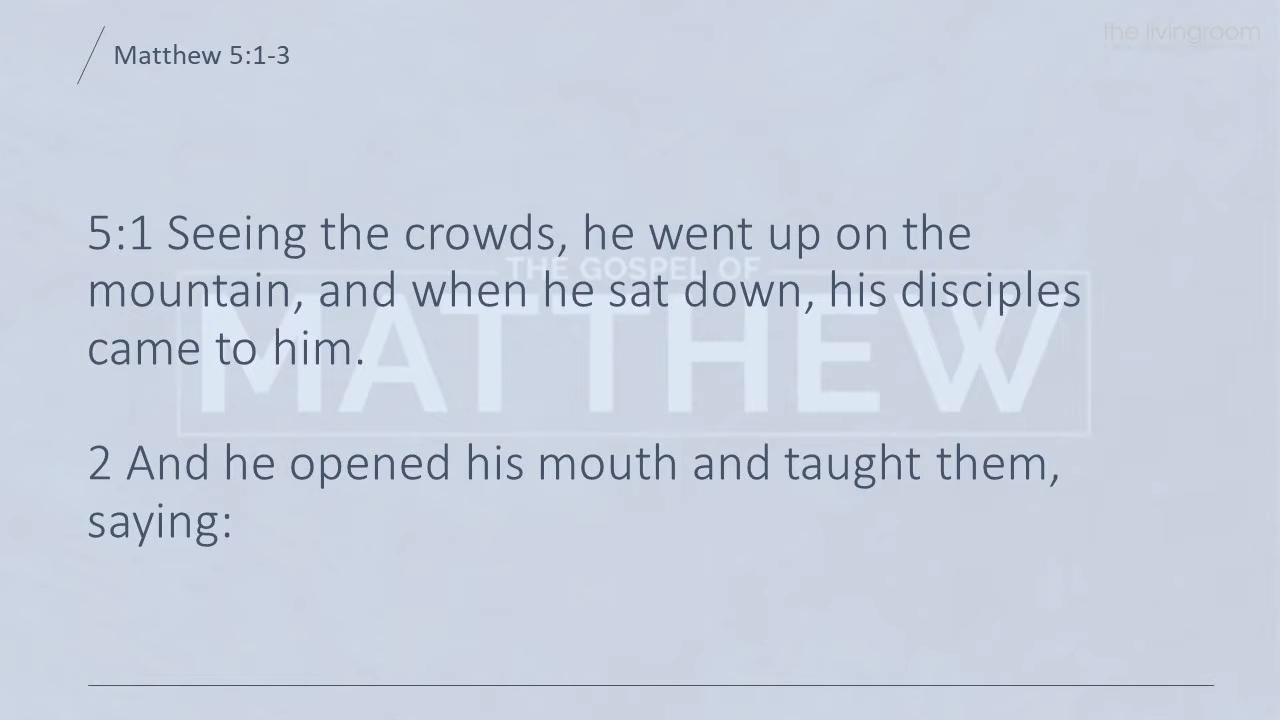 the livingroom
Matthew 5:1-3
5:1 Seeing the crowds, he went up on the
THE GOSPEL OF
mountain, and when he sat down, his disciples
MATTHEW
came to him.
2 And he opened his mouth and taught them,
saying: